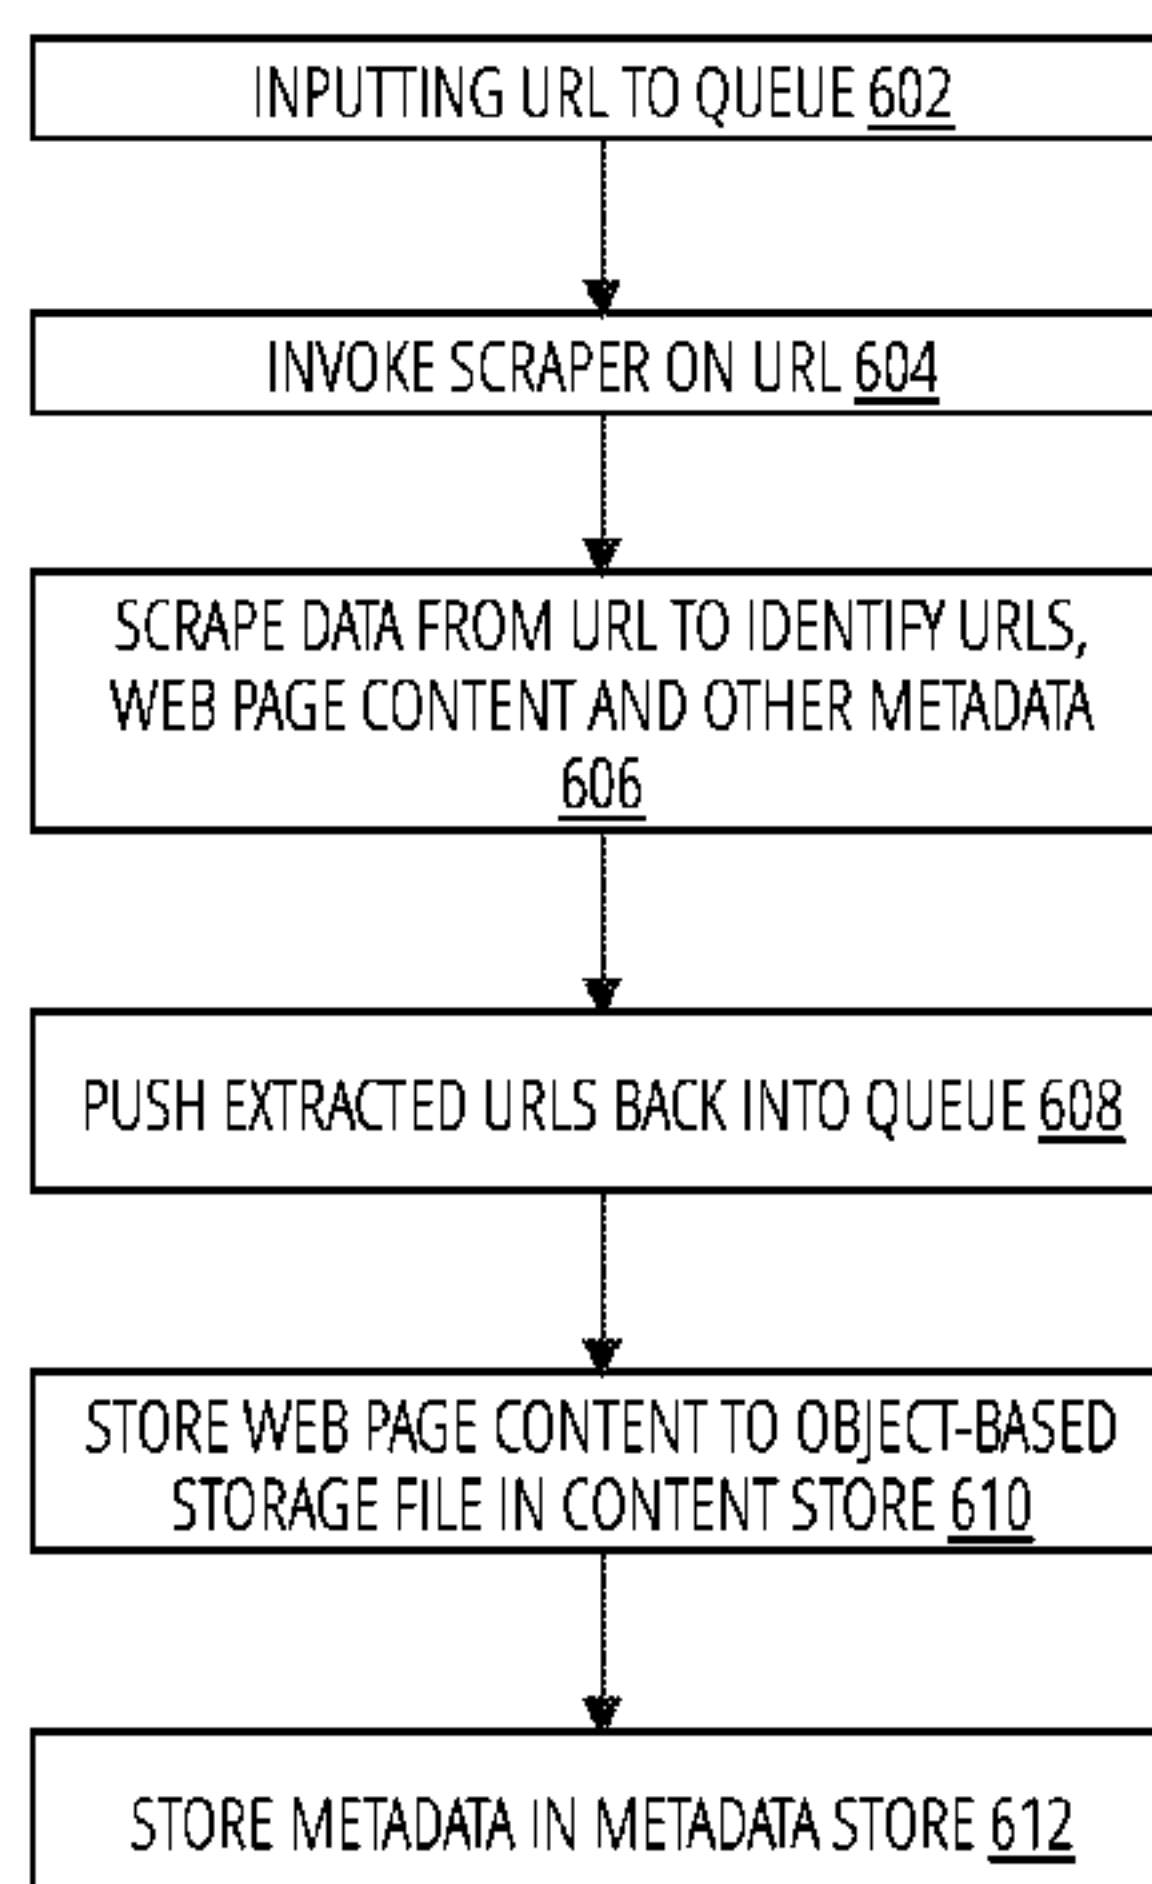 INPUTTING URL TO QUEUE 602
INVOKE SCRAPER ON URL 604
SCRAPE DATA FROM URL TO IDENTIFY URLS,
WEB PAGE CONTENT AND OTHER METADATA
606
PUSH EXTRACTED URLS BACK INTO QUEUE 608
STORE WEB PAGE CONTENT TO OBJECT-BASED
STORAGE FILE IN CONTENT STORE 610
STORE METADATA IN METADATA STORE 612